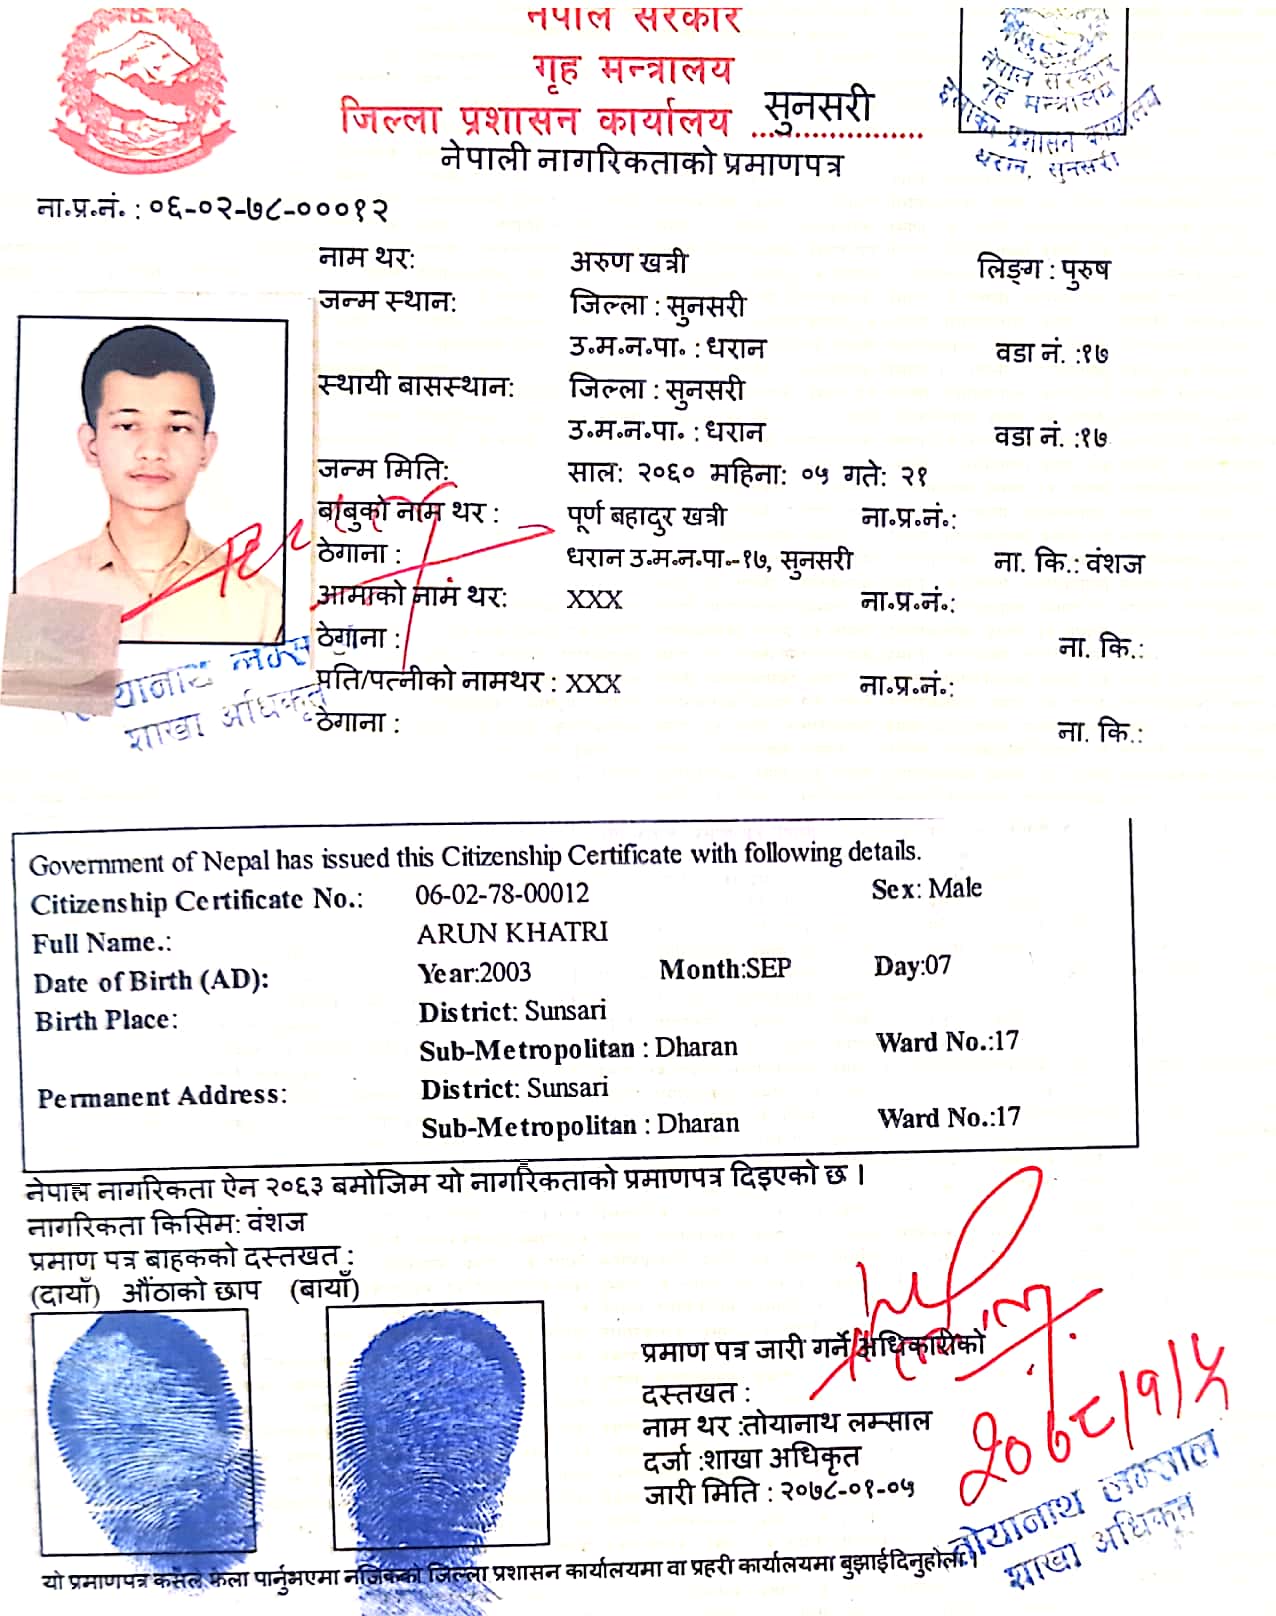 नेपाल सरकार
गृह मन्त्रालय
जिल्ला प्रशासन कार्यालय सुनसरी
नेपाली नागरिकताको प्रमाणपत्र
नेपाल सरकार
गृह मन्त्रालय
इलाका प्रशासन कार्यालय
धरान, सुनसरी
ना.प्र.नं. : ०६-०२-७८-०००१२
नाम थर: अरुण खत्री लिङ्ग : पुरुष
जन्म स्थान: जिल्ला : सुनसरी
उ.म.न.पा. : धरान वडा नं. :१७
स्थायी बासस्थान: जिल्ला : सुनसरी
उ.म.न.पा. : धरान वडा नं. :१७
जन्म मिति: साल: २०६० महिना: ०५ गते: २१
बाबुको नाम थर : पूर्ण बहादुर खत्री ना.प्र.नं.:
ठेगाना : धरान उ.म.न.पा.-१७, सुनसरी ना. कि.: वंशज
आमाको नाम थर: XXX ना.प्र.नं.:
ठेगाना : ना. कि.:
पति/पत्नीको नामथर : XXX ना.प्र.नं.:
ठेगाना : ना. कि.:
शाखा अधिकृत
Government of Nepal has issued this Citizenship Certificate with following details.
Citizenship Certificate No.: 06-02-78-00012 Sex: Male
Full Name.: ARUN KHATRI
Date of Birth (AD): Year:2003 Month:SEP Day:07
Birth Place: District: Sunsari
Sub-Metropolitan : Dharan Ward No.:17
Permanent Address: District: Sunsari
Sub-Metropolitan : Dharan Ward No.:17
नेपाल नागरिकता ऐन २०६३ बमोजिम यो नागरिकताको प्रमाणपत्र दिइएको छ ।
नागरिकता किसिम: वंशज
प्रमाण पत्र बाहकको दस्तखत :
(दायाँ) औंठाको छाप (बायाँ)
प्रमाण पत्र जारी गर्ने अधिकारीको
दस्तखत :
नाम थर :तोयानाथ लम्साल
दर्जा :शाखा अधिकृत
जारी मिति : २०७८-०१-०५
२०७८/१/५
तोयानाथ लम्साल
शाखा अधिकृत
यो प्रमाणपत्र कसैले फेला पार्नुभएमा नजिकको जिल्ला प्रशासन कार्यालयमा वा प्रहरी कार्यालयमा बुझाईदिनुहोला ।